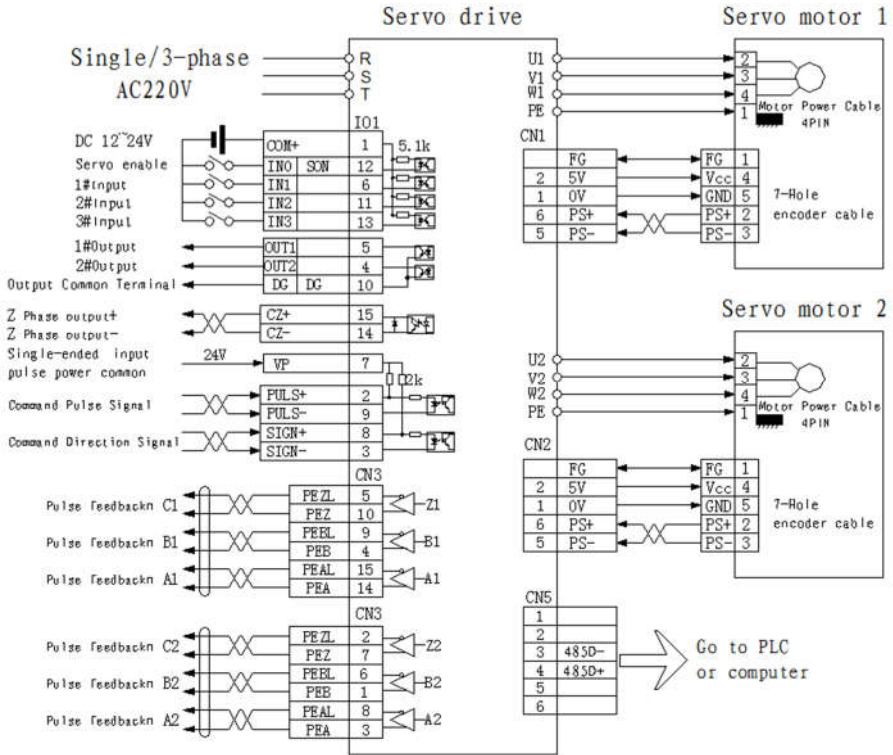 Servo drive
Servo motor 1
Single/3-phase
AC220V
R
S
T
U1
V1
W1
PE
2
3
4
1
Motor Power Cable
4PIN
IO1
DC 12~24V
COM+ 1 5.1k
Servo enable IN0 SON 12
1#Input IN1 6
2#Input IN2 11
3#Input IN3 13
1#Output OUT1 5
2#Output OUT2 4
Output Common Terminal DG DG 10
Z Phase output+ CZ+ 15
Z Phase output- CZ- 14
Single-ended input
pulse power common
24V VP 7
2k
Command Pulse Signal
PULS+ 2
PULS- 9
Command Direction Signal
SIGN+ 8
SIGN- 3
CN1
FG FG 1
2 5V Vcc 4
1 0V GND 5
6 PS+ PS+ 2
5 PS- PS- 3
7-Hole
encoder cable
Servo motor 2
U2
V2
W2
PE
2
3
4
1
Motor Power Cable
4PIN
CN2
FG FG 1
2 5V Vcc 4
1 0V GND 5
6 PS+ PS+ 2
5 PS- PS- 3
7-Hole
encoder cable
CN3
Pulse Feedbackn C1
PEZL 5
PEZ 10
Z1
Pulse Feedbackn B1
PEBL 9
PEB 4
B1
Pulse Feedbackn A1
PEAL 15
PEA 14
A1
CN3
Pulse Feedbackn C2
PEZL 2
PEZ 7
Z2
Pulse Feedbackn B2
PEBL 6
PEB 1
B2
Pulse Feedbackn A2
PEAL 8
PEA 3
A2
CN5
1
2
3 485D-
4 485D+
5
6
Go to PLC
or computer